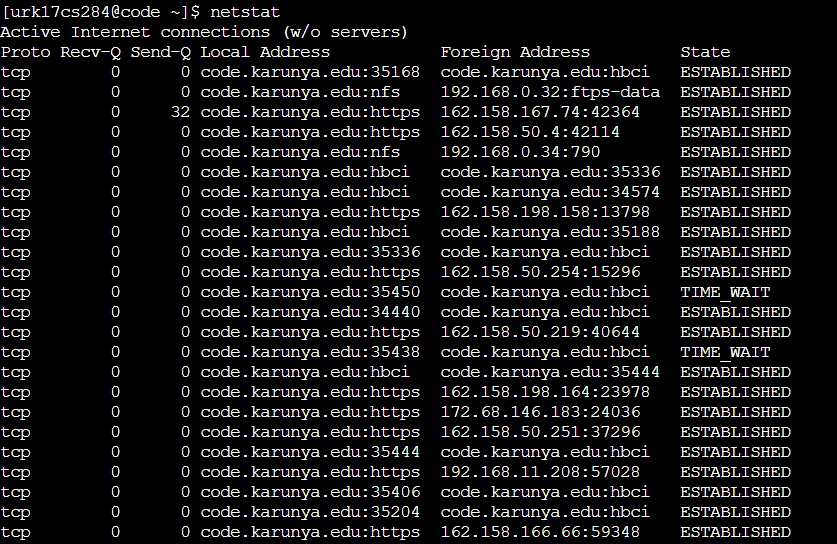 [urk17cs284@code ~]$ netstat
Active Internet connections (w/o servers)
Proto Recv-Q Send-Q Local Address           Foreign Address         State
tcp        0      0 code.karunya.edu:35168  code.karunya.edu:hbci   ESTABLISHED
tcp        0      0 code.karunya.edu:nfs    192.168.0.32:ftps-data  ESTABLISHED
tcp        0     32 code.karunya.edu:https  162.158.167.74:42364    ESTABLISHED
tcp        0      0 code.karunya.edu:https  162.158.50.4:42114      ESTABLISHED
tcp        0      0 code.karunya.edu:nfs    192.168.0.34:790        ESTABLISHED
tcp        0      0 code.karunya.edu:hbci   code.karunya.edu:35336  ESTABLISHED
tcp        0      0 code.karunya.edu:hbci   code.karunya.edu:34574  ESTABLISHED
tcp        0      0 code.karunya.edu:https  162.158.198.158:13798   ESTABLISHED
tcp        0      0 code.karunya.edu:hbci   code.karunya.edu:35188  ESTABLISHED
tcp        0      0 code.karunya.edu:35336  code.karunya.edu:hbci   ESTABLISHED
tcp        0      0 code.karunya.edu:https  162.158.50.254:15296    ESTABLISHED
tcp        0      0 code.karunya.edu:35450  code.karunya.edu:hbci   TIME_WAIT
tcp        0      0 code.karunya.edu:34440  code.karunya.edu:hbci   ESTABLISHED
tcp        0      0 code.karunya.edu:https  162.158.50.219:40644    ESTABLISHED
tcp        0      0 code.karunya.edu:35438  code.karunya.edu:hbci   TIME_WAIT
tcp        0      0 code.karunya.edu:hbci   code.karunya.edu:35444  ESTABLISHED
tcp        0      0 code.karunya.edu:https  162.158.198.164:23978   ESTABLISHED
tcp        0      0 code.karunya.edu:https  172.68.146.183:24036    ESTABLISHED
tcp        0      0 code.karunya.edu:https  162.158.50.251:37296    ESTABLISHED
tcp        0      0 code.karunya.edu:35444  code.karunya.edu:hbci   ESTABLISHED
tcp        0      0 code.karunya.edu:https  192.168.11.208:57028    ESTABLISHED
tcp        0      0 code.karunya.edu:35406  code.karunya.edu:hbci   ESTABLISHED
tcp        0      0 code.karunya.edu:35204  code.karunya.edu:hbci   ESTABLISHED
tcp        0      0 code.karunya.edu:https  162.158.166.66:59348    ESTABLISHED